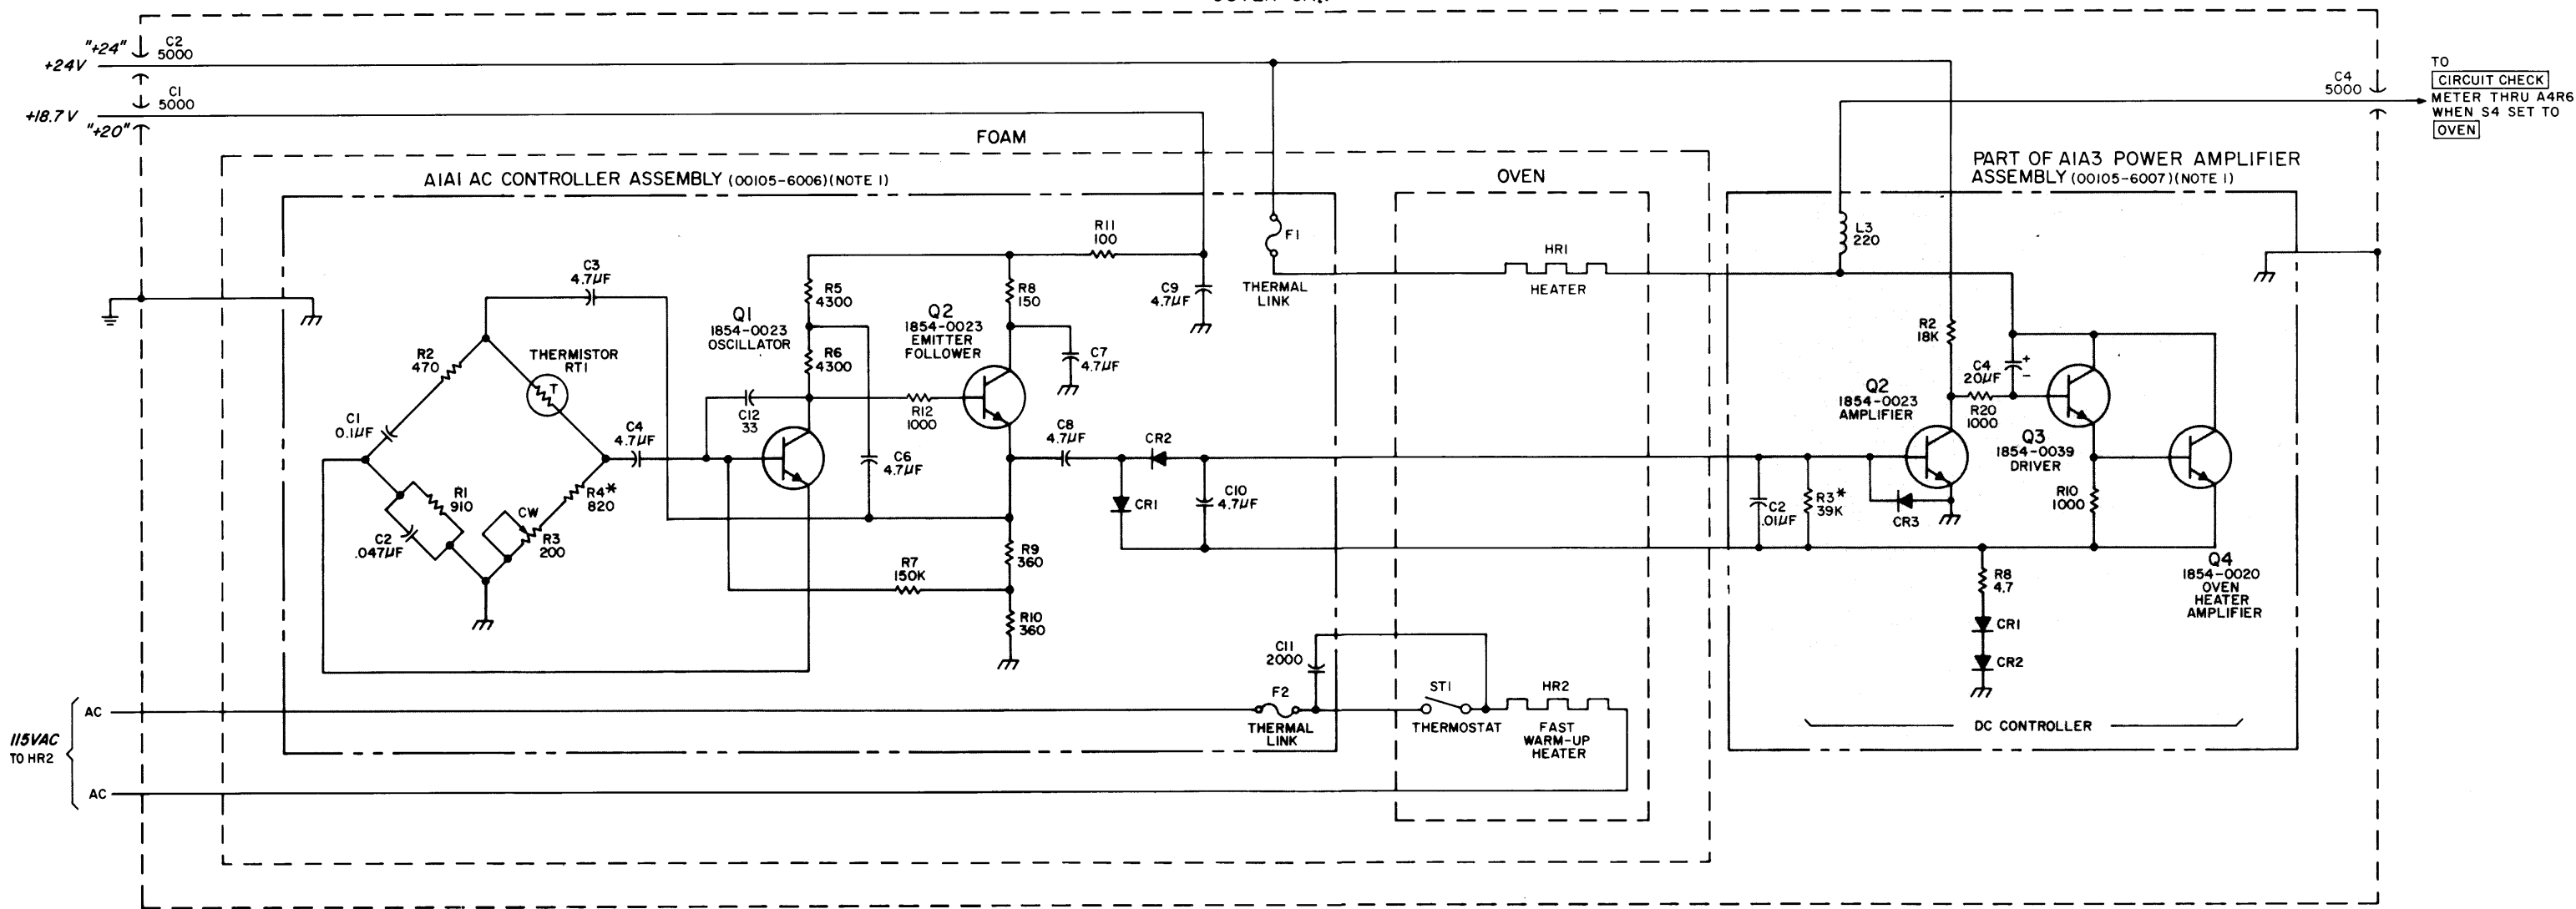 "+24"
C2
5000
+24V
C1
5000
+18.7V
"+20"
C4
5000
TO
CIRCUIT CHECK
METER THRU A4R6
WHEN S4 SET TO
OVEN
FOAM
A1A1 AC CONTROLLER ASSEMBLY (00105-6006)(NOTE 1)
OVEN
PART OF A1A3 POWER AMPLIFIER
ASSEMBLY (00105-6007)(NOTE 1)
R11
100
F1
THERMAL
LINK
HR1
HEATER
L3
220
C3
4.7µF
R5
4300
R8
150
C9
4.7µF
Q1
1854-0023
OSCILLATOR
Q2
1854-0023
EMITTER
FOLLOWER
R2
470
THERMISTOR
RT1
T
R6
4300
C7
4.7µF
R2
18K
C4
20µF
+
-
Q2
1854-0023
AMPLIFIER
R20
1000
C12
33
R12
1000
C1
0.1µF
C4
4.7µF
C8
4.7µF
CR2
Q3
1854-0039
DRIVER
C6
4.7µF
R1
910
R4*
820
CW
R3
200
C2
.047µF
CR1
C10
4.7µF
C2
.01µF
R3*
39K
CR3
R10
1000
R9
360
R7
150K
R10
360
Q4
1854-0020
OVEN
HEATER
AMPLIFIER
R8
4.7
CR1
CR2
C11
2000
F2
THERMAL
LINK
ST1
THERMOSTAT
HR2
FAST
WARM-UP
HEATER
DC CONTROLLER
AC
115VAC
TO HR2
AC